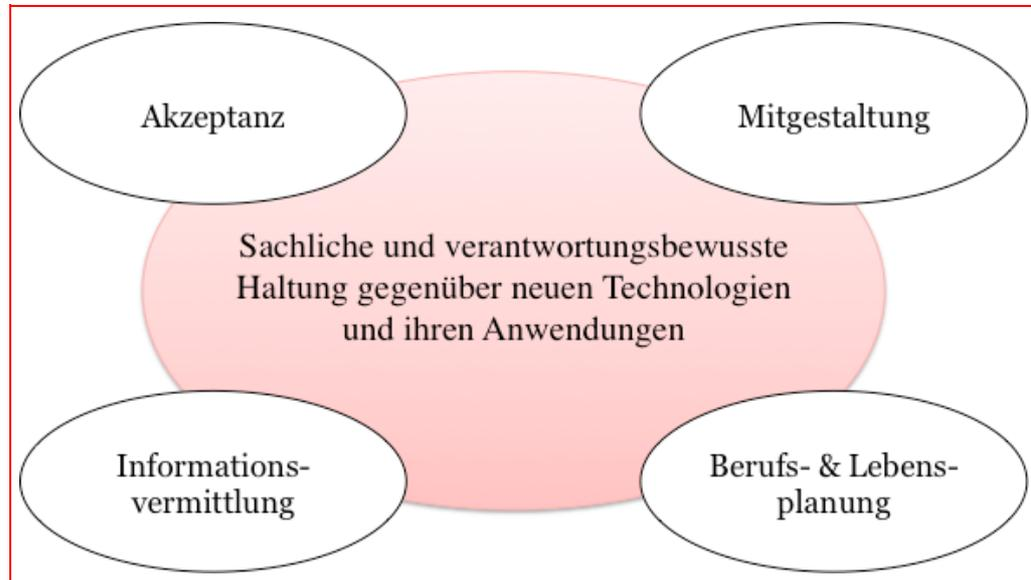 Akzeptanz
Mitgestaltung
Sachliche und verantwortungsbewusste
Haltung gegenüber neuen Technologien
und ihren Anwendungen
Informations-
vermittlung
Berufs- & Lebens-
planung